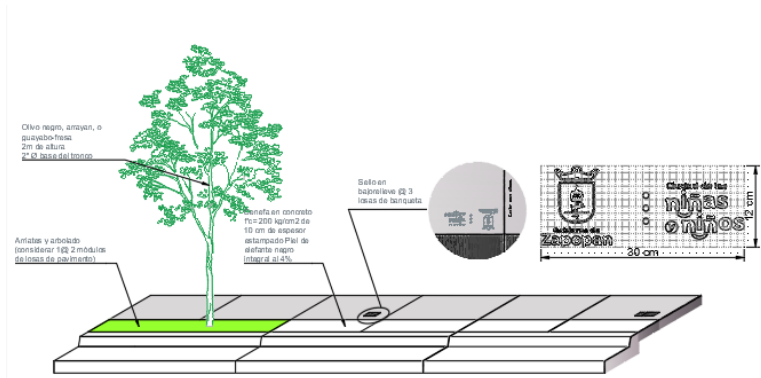 Olivo negro, arrayan, o
guayabo-fresa
2m de altura
2" Ø base del tronco
Arriates y arbolado
(considerar 1@ 2 módulos
de losas de pavimento)
Cenefa en concreto
f'c= 200 kg/cm2 de
10 cm de espesor
estampado Piel de
elefante negro
integral al 4%
Sello en
bajorelieve @ 3
losas de banqueta
Gobierno de
Zapopan
Ciudad de las
niñas
y niños
12 cm
30 cm